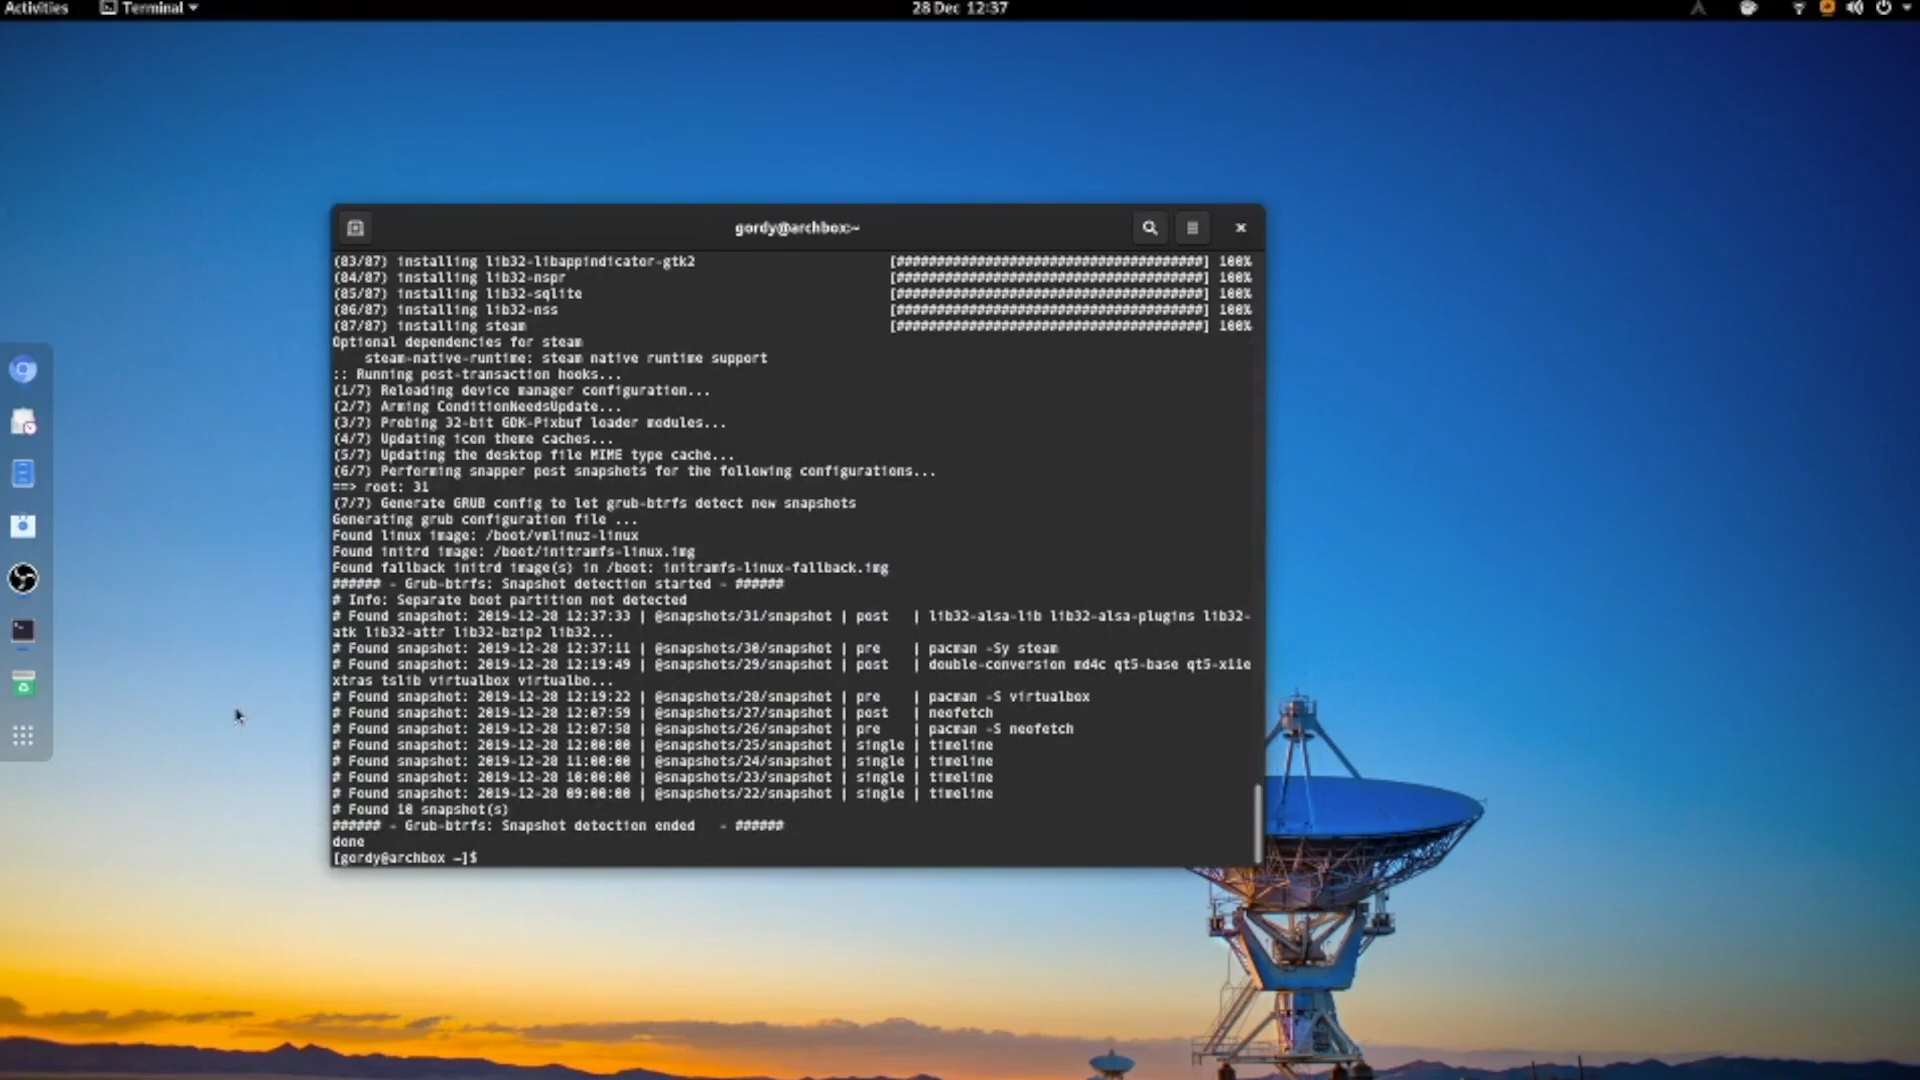 Activities
Terminal
28 Dec 12:37
gordy@archbox:~
(83/87) installing lib32-libappindicator-gtk2 [######################################] 100%
(84/87) installing lib32-nspr [######################################] 100%
(85/87) installing lib32-sqlite [######################################] 100%
(86/87) installing lib32-nss [######################################] 100%
(87/87) installing steam [######################################] 100%
Optional dependencies for steam
steam-native-runtime: steam native runtime support
:: Running post-transaction hooks...
(1/7) Reloading device manager configuration...
(2/7) Arming ConditionNeedsUpdate...
(3/7) Probing 32-bit GDK-Pixbuf loader modules...
(4/7) Updating icon theme caches...
(5/7) Updating the desktop file MIME type cache...
(6/7) Performing snapper post snapshots for the following configurations...
==> root: 31
(7/7) Generate GRUB config to let grub-btrfs detect new snapshots
Generating grub configuration file ...
Found linux image: /boot/vmlinuz-linux
Found initrd image: /boot/initramfs-linux.img
Found fallback initrd image(s) in /boot: initramfs-linux-fallback.img
###### - Grub-btrfs: Snapshot detection started - ######
# Info: Separate boot partition not detected
# Found snapshot: 2019-12-28 12:37:33 | @snapshots/31/snapshot | post | lib32-alsa-lib lib32-alsa-plugins lib32-
atk lib32-attr lib32-bzip2 lib32...
# Found snapshot: 2019-12-28 12:37:11 | @snapshots/30/snapshot | pre | pacman -Sy steam
# Found snapshot: 2019-12-28 12:19:49 | @snapshots/29/snapshot | post | double-conversion md4c qt5-base qt5-x11e
xtras tslib virtualbox virtualbo...
# Found snapshot: 2019-12-28 12:19:22 | @snapshots/28/snapshot | pre | pacman -S virtualbox
# Found snapshot: 2019-12-28 12:07:59 | @snapshots/27/snapshot | post | neofetch
# Found snapshot: 2019-12-28 12:07:58 | @snapshots/26/snapshot | pre | pacman -S neofetch
# Found snapshot: 2019-12-28 12:00:00 | @snapshots/25/snapshot | single | timeline
# Found snapshot: 2019-12-28 11:00:00 | @snapshots/24/snapshot | single | timeline
# Found snapshot: 2019-12-28 10:00:00 | @snapshots/23/snapshot | single | timeline
# Found snapshot: 2019-12-28 09:00:00 | @snapshots/22/snapshot | single | timeline
# Found 10 snapshot(s)
###### - Grub-btrfs: Snapshot detection ended - ######
done
[gordy@archbox ~]$